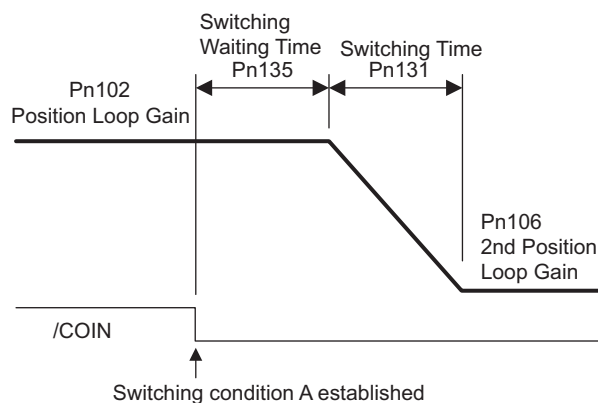 Switching
Waiting Time
Pn135
Switching Time
Pn131
Pn102
Position Loop Gain
Pn106
2nd Position
Loop Gain
/COIN
Switching condition A established